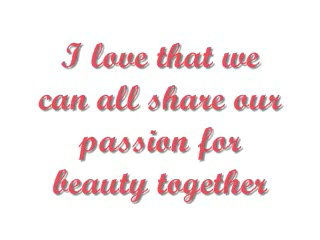 I love that we
can all share our
passion for
beauty together